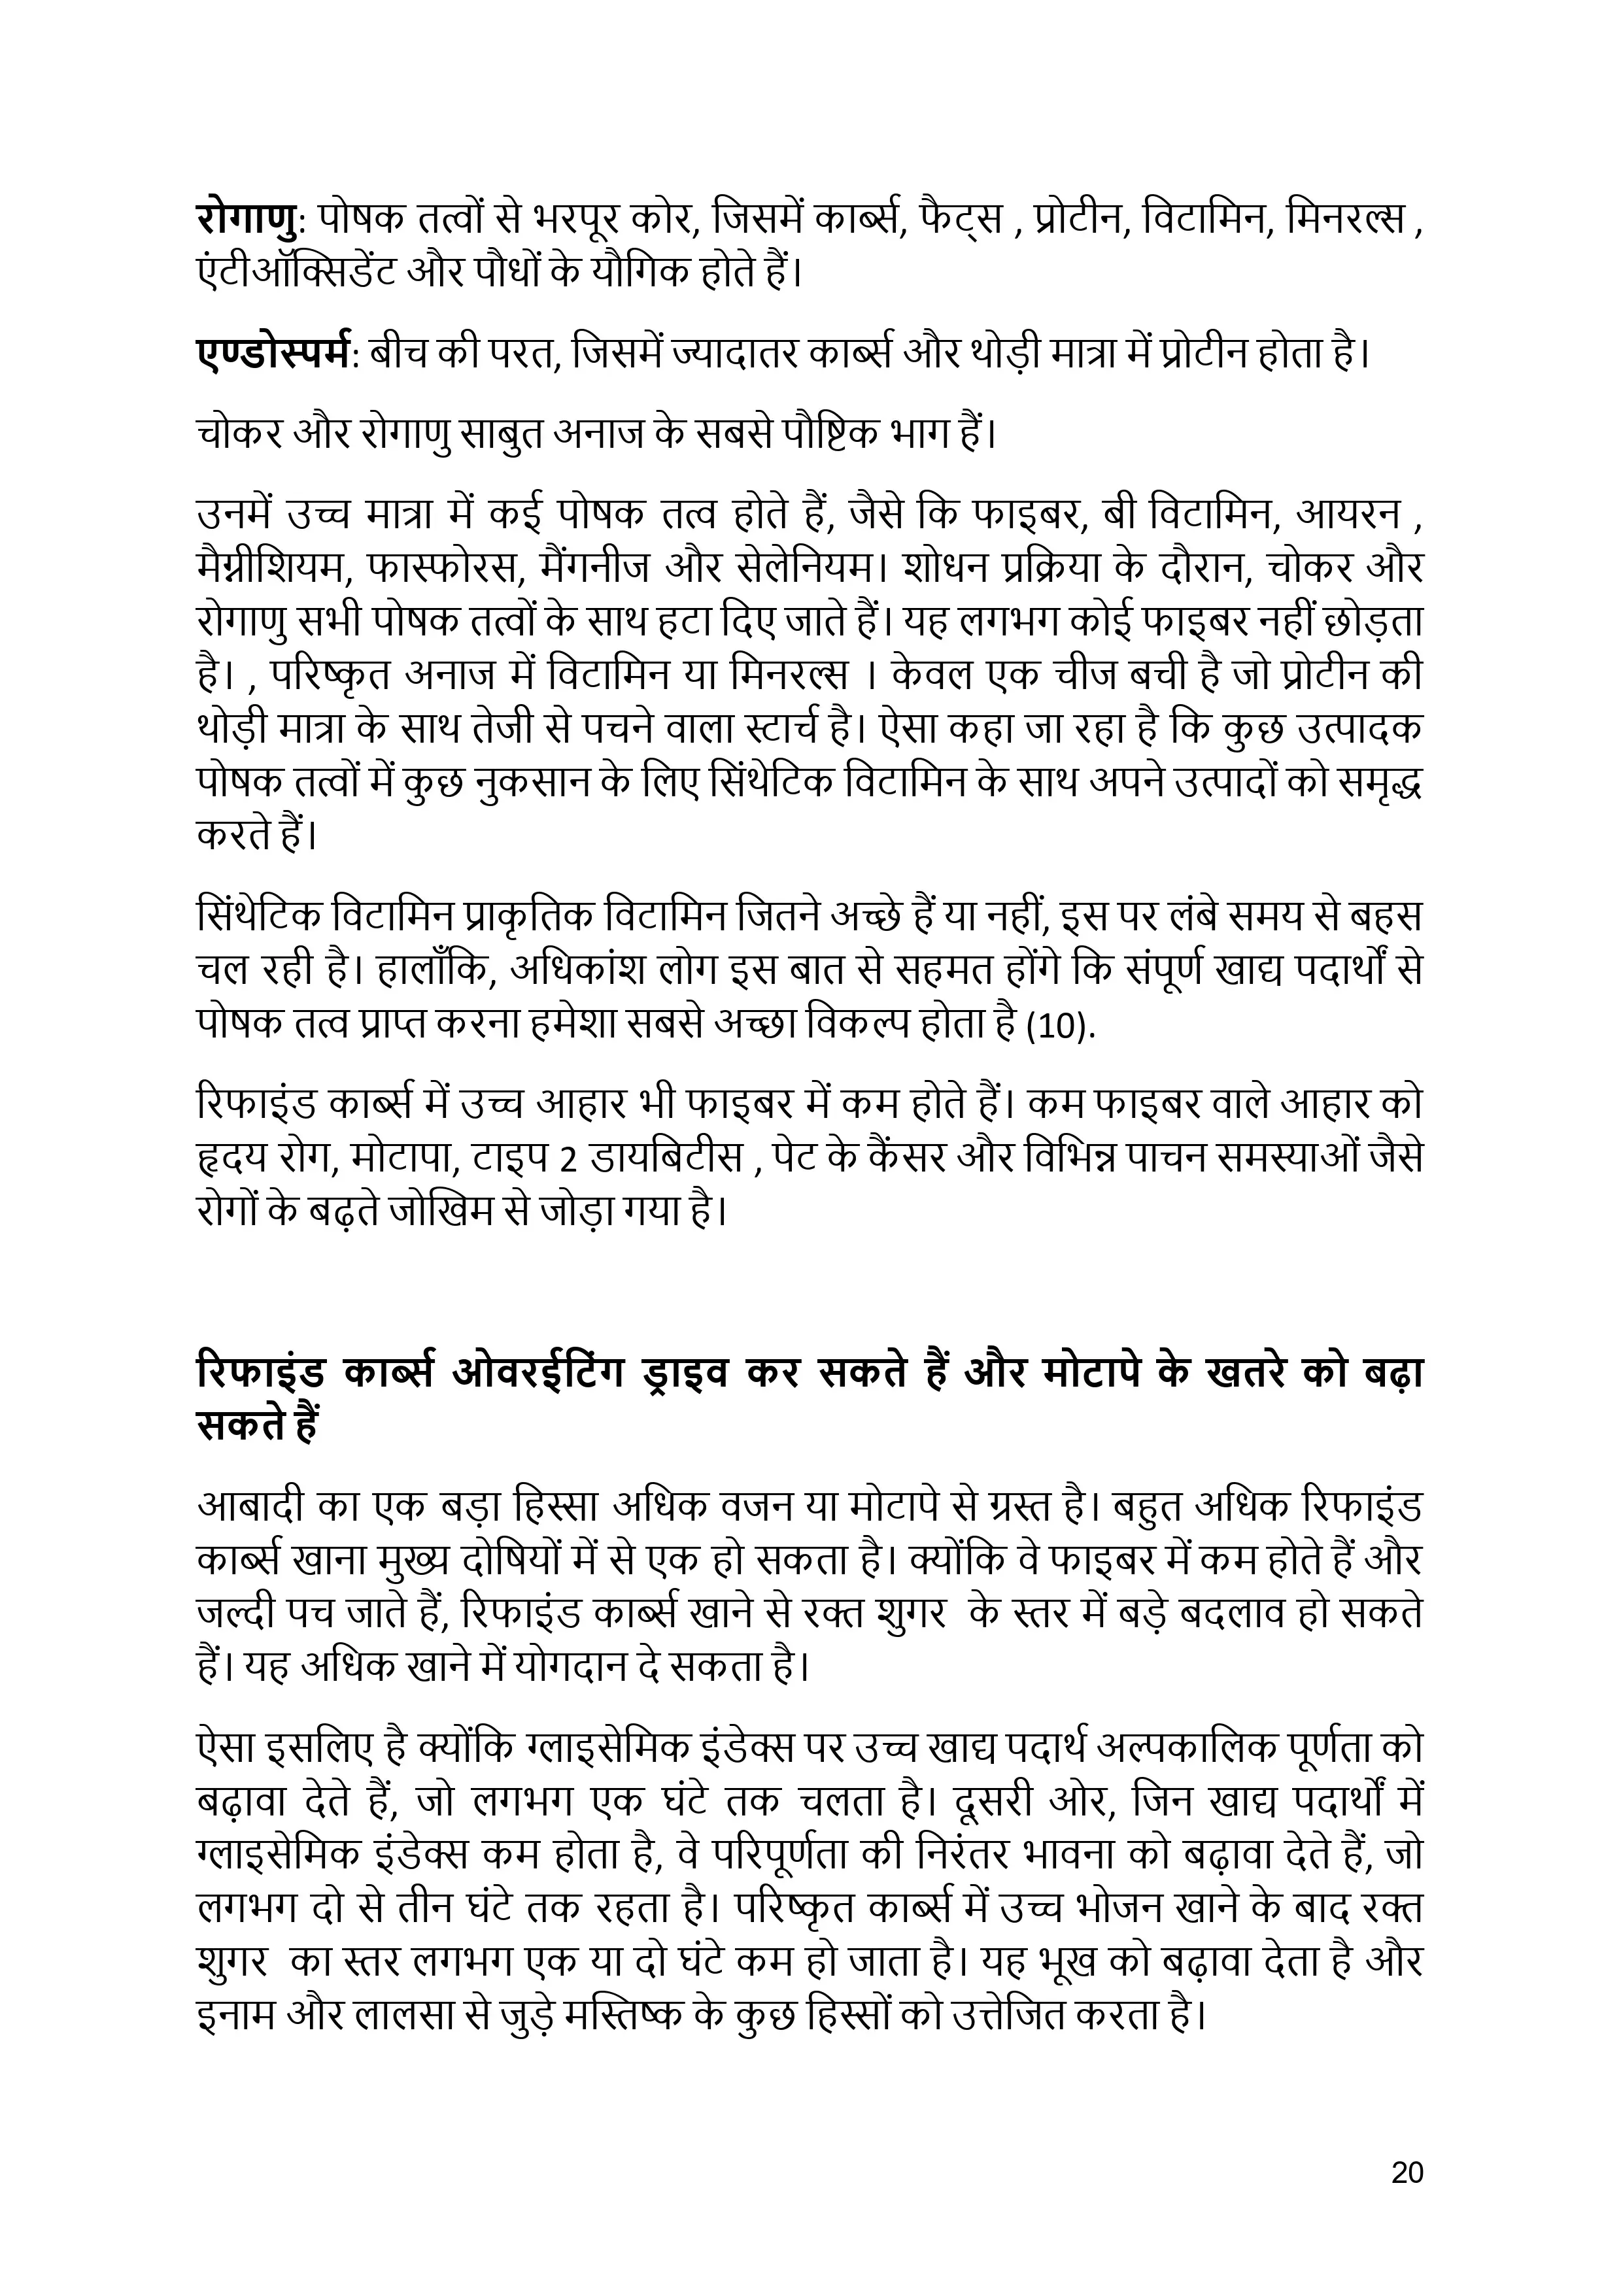 रोगाणु: पोषक तत्वों से भरपूर कोर, जिसमें कार्ब्स, फैट्स , प्रोटीन, विटामिन, मिनरल्स ,
एंटीऑक्सिडेंट और पौधों के यौगिक होते हैं।
एण्डोस्पर्म: बीच की परत, जिसमें ज्यादातर कार्ब्स और थोड़ी मात्रा में प्रोटीन होता है।
चोकर और रोगाणु साबुत अनाज के सबसे पौष्टिक भाग हैं।
उनमें उच्च मात्रा में कई पोषक तत्व होते हैं, जैसे कि फाइबर, बी विटामिन, आयरन ,
मैग्नीशियम, फास्फोरस, मैंगनीज और सेलेनियम। शोधन प्रक्रिया के दौरान, चोकर और
रोगाणु सभी पोषक तत्वों के साथ हटा दिए जाते हैं। यह लगभग कोई फाइबर नहीं छोड़ता
है। , परिष्कृत अनाज में विटामिन या मिनरल्स । केवल एक चीज बची है जो प्रोटीन की
थोड़ी मात्रा के साथ तेजी से पचने वाला स्टार्च है। ऐसा कहा जा रहा है कि कुछ उत्पादक
पोषक तत्वों में कुछ नुकसान के लिए सिंथेटिक विटामिन के साथ अपने उत्पादों को समृद्ध
करते हैं।
सिंथेटिक विटामिन प्राकृतिक विटामिन जितने अच्छे हैं या नहीं, इस पर लंबे समय से बहस
चल रही है। हालाँकि, अधिकांश लोग इस बात से सहमत होंगे कि संपूर्ण खाद्य पदार्थों से
पोषक तत्व प्राप्त करना हमेशा सबसे अच्छा विकल्प होता है (10).
रिफाइंड कार्ब्स में उच्च आहार भी फाइबर में कम होते हैं। कम फाइबर वाले आहार को
हृदय रोग, मोटापा, टाइप 2 डायबिटीस , पेट के कैंसर और विभिन्न पाचन समस्याओं जैसे
रोगों के बढ़ते जोखिम से जोड़ा गया है।
रिफाइंड कार्ब्स ओवरईटिंग ड्राइव कर सकते हैं और मोटापे के खतरे को बढ़ा
सकते हैं
आबादी का एक बड़ा हिस्सा अधिक वजन या मोटापे से ग्रस्त है। बहुत अधिक रिफाइंड
कार्ब्स खाना मुख्य दोषियों में से एक हो सकता है। क्योंकि वे फाइबर में कम होते हैं और
जल्दी पच जाते हैं, रिफाइंड कार्ब्स खाने से रक्त शुगर  के स्तर में बड़े बदलाव हो सकते
हैं। यह अधिक खाने में योगदान दे सकता है।
ऐसा इसलिए है क्योंकि ग्लाइसेमिक इंडेक्स पर उच्च खाद्य पदार्थ अल्पकालिक पूर्णता को
बढ़ावा देते हैं, जो लगभग एक घंटे तक चलता है। दूसरी ओर, जिन खाद्य पदार्थों में
ग्लाइसेमिक इंडेक्स कम होता है, वे परिपूर्णता की निरंतर भावना को बढ़ावा देते हैं, जो
लगभग दो से तीन घंटे तक रहता है। परिष्कृत कार्ब्स में उच्च भोजन खाने के बाद रक्त
शुगर  का स्तर लगभग एक या दो घंटे कम हो जाता है। यह भूख को बढ़ावा देता है और
इनाम और लालसा से जुड़े मस्तिष्क के कुछ हिस्सों को उत्तेजित करता है।
20